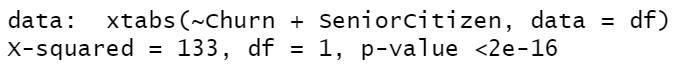 data:  xtabs(~Churn + SeniorCitizen, data = df)
X-squared = 133, df = 1, p-value <2e-16